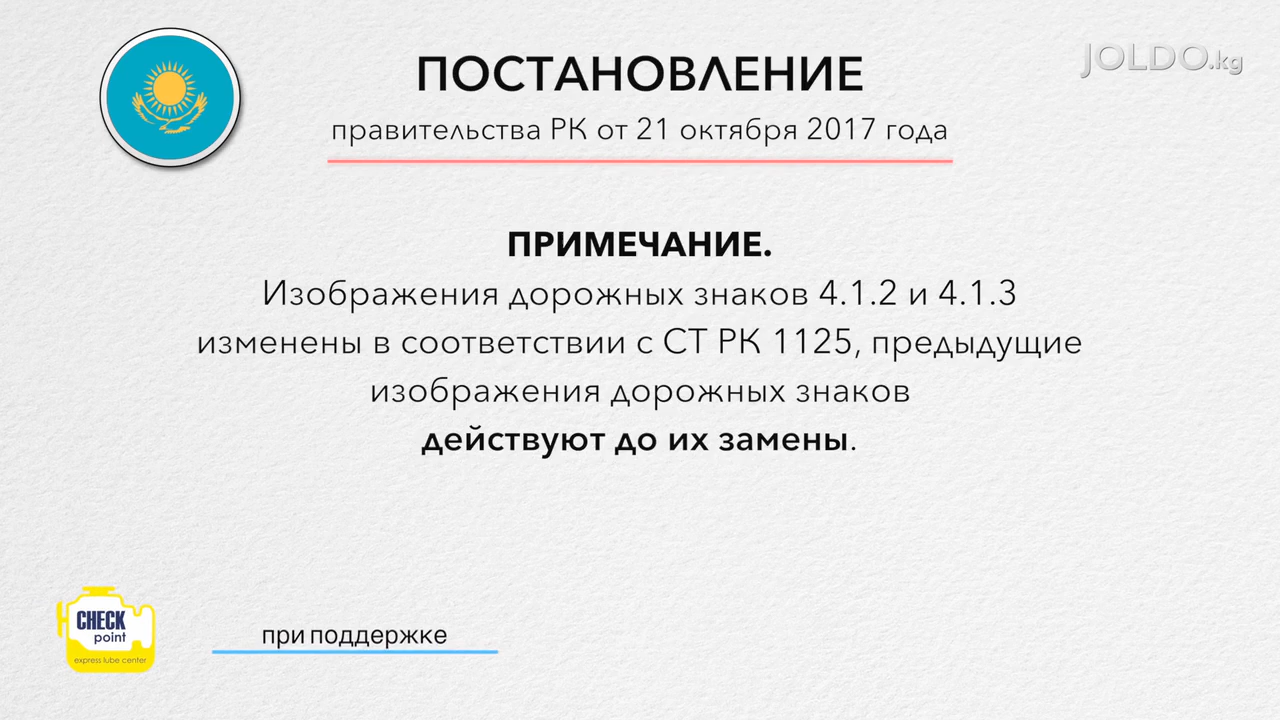 JOLDO.kg
ПОСТАНОВЛЕНИЕ
правительства РК от 21 октября 2017 года
ПРИМЕЧАНИЕ.
Изображения дорожных знаков 4.1.2 и 4.1.3
изменены в соответствии с СТ РК 1125, предыдущие
изображения дорожных знаков
действуют до их замены.
CHECK
point
express lube center
при поддержке